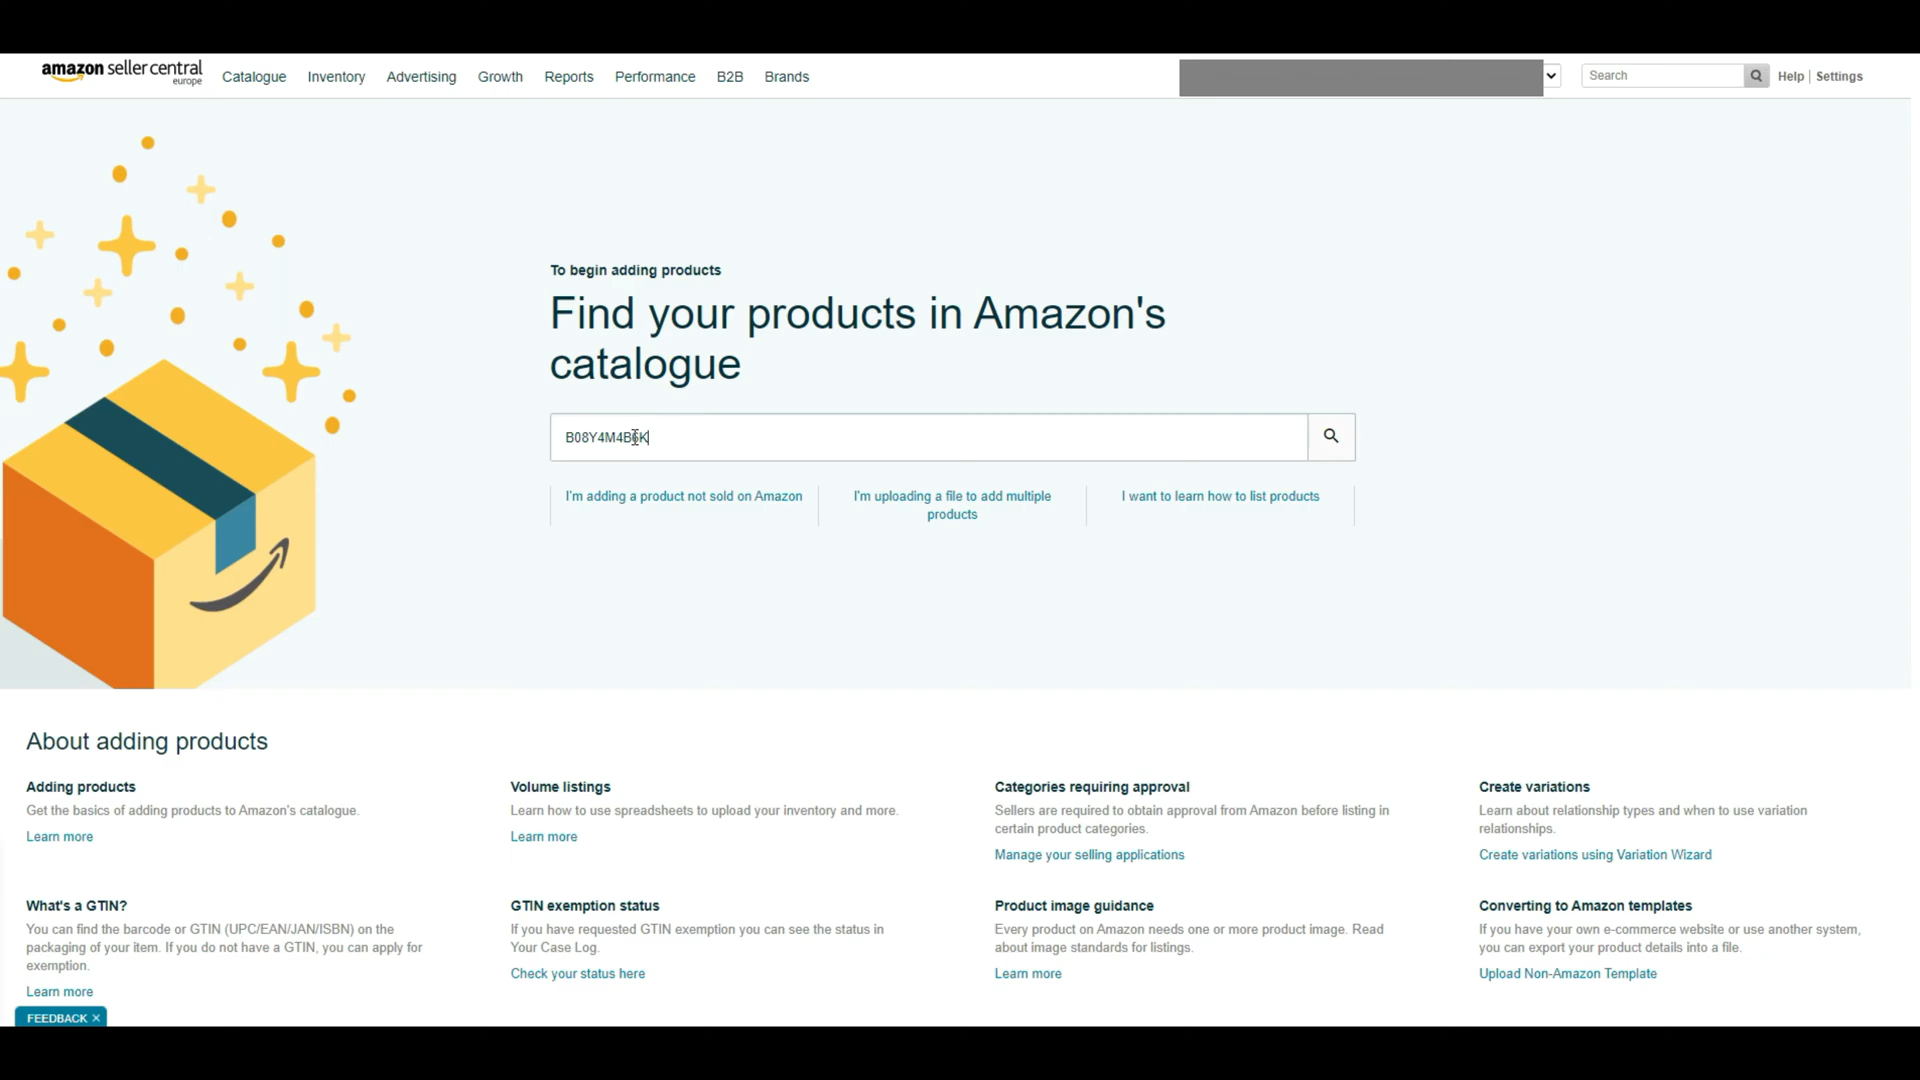 amazon seller central
europe
Catalogue
Inventory
Advertising
Growth
Reports
Performance
B2B
Brands
Search
Help | Settings
To begin adding products
Find your products in Amazon's
catalogue
B08Y4M4B6K
I'm adding a product not sold on Amazon
I'm uploading a file to add multiple
products
I want to learn how to list products
About adding products
Adding products
Get the basics of adding products to Amazon's catalogue.
Learn more
Volume listings
Learn how to use spreadsheets to upload your inventory and more.
Learn more
Categories requiring approval
Sellers are required to obtain approval from Amazon before listing in
certain product categories.
Manage your selling applications
Create variations
Learn about relationship types and when to use variation
relationships.
Create variations using Variation Wizard
What's a GTIN?
You can find the barcode or GTIN (UPC/EAN/JAN/ISBN) on the
packaging of your item. If you do not have a GTIN, you can apply for
exemption.
Learn more
GTIN exemption status
If you have requested GTIN exemption you can see the status in
Your Case Log.
Check your status here
Product image guidance
Every product on Amazon needs one or more product image. Read
about image standards for listings.
Learn more
Converting to Amazon templates
If you have your own e-commerce website or use another system,
you can export your product details into a file.
Upload Non-Amazon Template
FEEDBACK ×